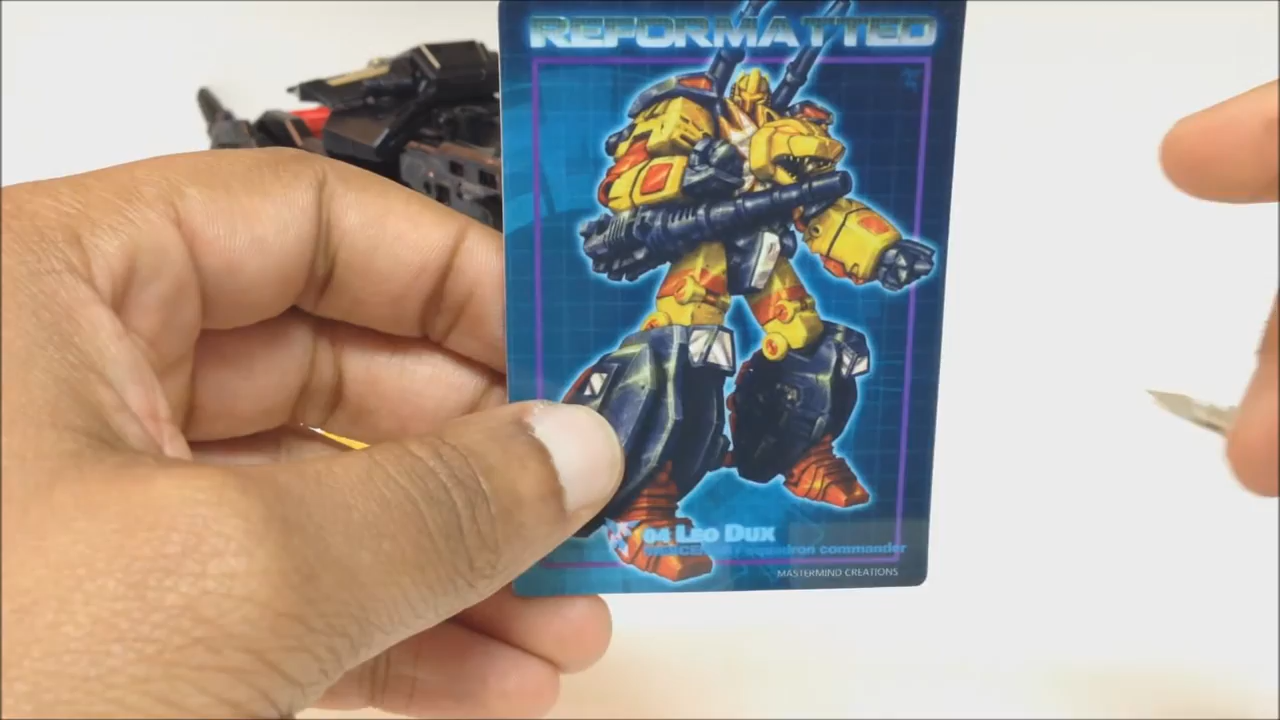 REFORMATTED
04 LEO DUX
squadron commander
MASTERMIND CREATIONS